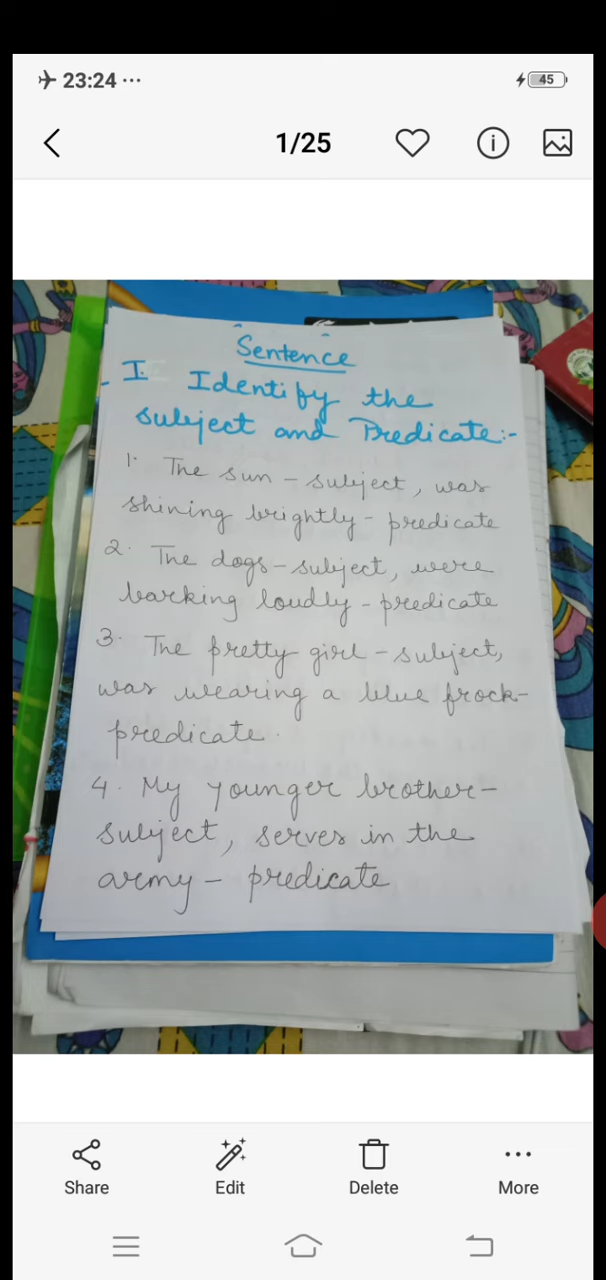 23:24 ...
45
1/25
Sentence
I Identify the
subject and Predicate:-
1. The sun - subject, was
shining brightly - predicate
2. The dogs - subject, were
barking loudly - predicate
3. The pretty girl - subject,
was wearing a blue frock-
predicate.
4. My younger brother -
subject, serves in the
army - predicate
Share Edit Delete More